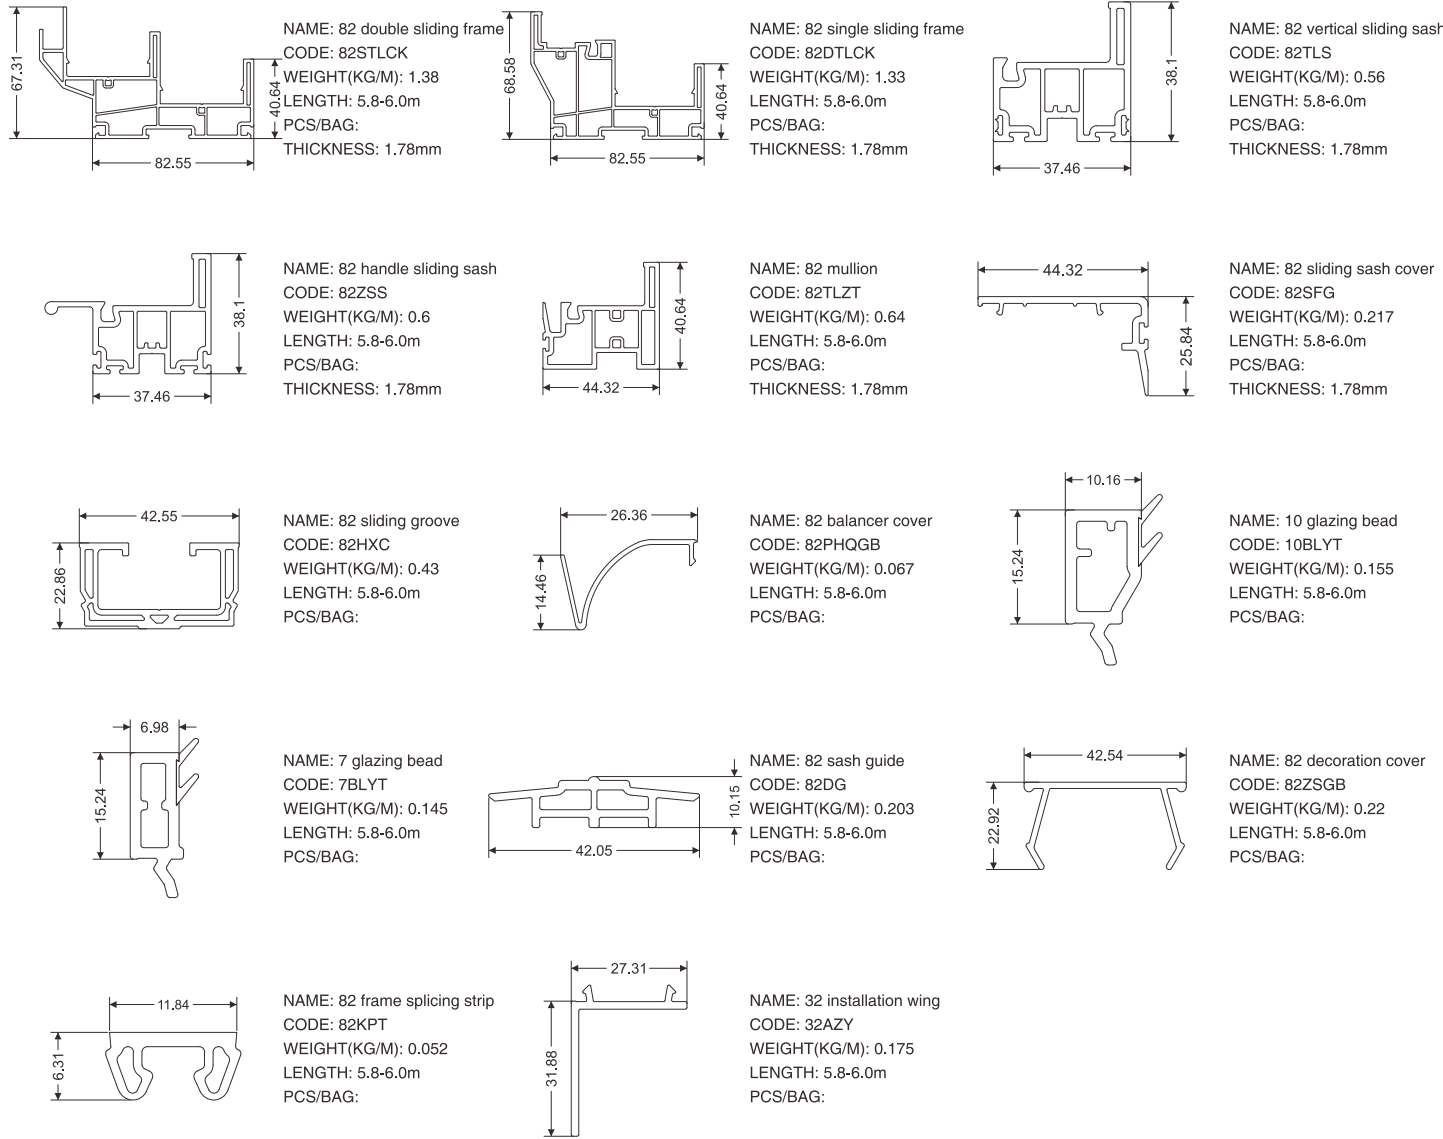 67.31
40.64
82.55
NAME: 82 double sliding frame
CODE: 82STLCK
WEIGHT(KG/M): 1.38
LENGTH: 5.8-6.0m
PCS/BAG:
THICKNESS: 1.78mm
68.58
40.64
82.55
NAME: 82 single sliding frame
CODE: 82DTLCK
WEIGHT(KG/M): 1.33
LENGTH: 5.8-6.0m
PCS/BAG:
THICKNESS: 1.78mm
38.1
37.46
NAME: 82 vertical sliding sash
CODE: 82TLS
WEIGHT(KG/M): 0.56
LENGTH: 5.8-6.0m
PCS/BAG:
THICKNESS: 1.78mm
38.1
37.46
NAME: 82 handle sliding sash
CODE: 82ZSS
WEIGHT(KG/M): 0.6
LENGTH: 5.8-6.0m
PCS/BAG:
THICKNESS: 1.78mm
40.64
44.32
NAME: 82 mullion
CODE: 82TLZT
WEIGHT(KG/M): 0.64
LENGTH: 5.8-6.0m
PCS/BAG:
THICKNESS: 1.78mm
44.32
25.84
NAME: 82 sliding sash cover
CODE: 82SFG
WEIGHT(KG/M): 0.217
LENGTH: 5.8-6.0m
PCS/BAG:
THICKNESS: 1.78mm
42.55
22.86
NAME: 82 sliding groove
CODE: 82HXC
WEIGHT(KG/M): 0.43
LENGTH: 5.8-6.0m
PCS/BAG:
26.36
14.46
NAME: 82 balancer cover
CODE: 82PHQGB
WEIGHT(KG/M): 0.067
LENGTH: 5.8-6.0m
PCS/BAG:
10.16
15.24
NAME: 10 glazing bead
CODE: 10BLYT
WEIGHT(KG/M): 0.155
LENGTH: 5.8-6.0m
PCS/BAG:
6.98
15.24
NAME: 7 glazing bead
CODE: 7BLYT
WEIGHT(KG/M): 0.145
LENGTH: 5.8-6.0m
PCS/BAG:
10.15
42.05
NAME: 82 sash guide
CODE: 82DG
WEIGHT(KG/M): 0.203
LENGTH: 5.8-6.0m
PCS/BAG:
42.54
22.92
NAME: 82 decoration cover
CODE: 82ZSGB
WEIGHT(KG/M): 0.22
LENGTH: 5.8-6.0m
PCS/BAG:
11.84
6.31
NAME: 82 frame splicing strip
CODE: 82KPT
WEIGHT(KG/M): 0.052
LENGTH: 5.8-6.0m
PCS/BAG:
27.31
31.88
NAME: 32 installation wing
CODE: 32AZY
WEIGHT(KG/M): 0.175
LENGTH: 5.8-6.0m
PCS/BAG: